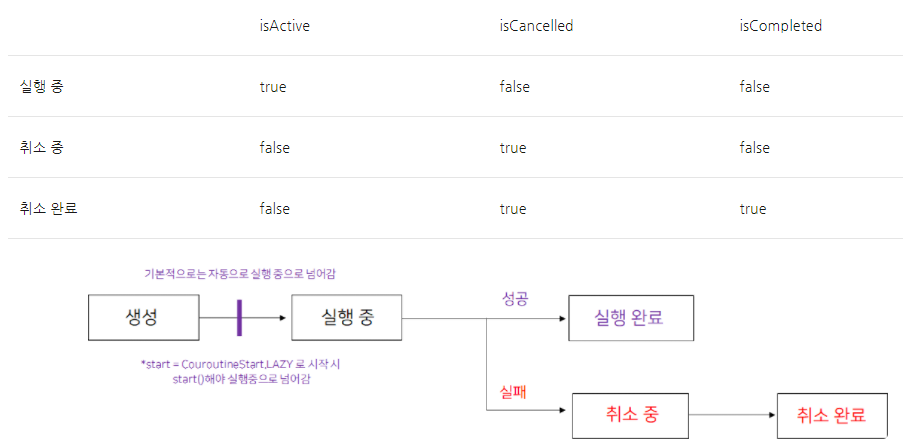 isActive isCancelled isCompleted
실행 중 true false false
취소 중 false true false
취소 완료 false true true
기본적으로는 자동으로 실행 중으로 넘어감
생성 실행 중 성공 실행 완료
*start = CouroutineStart,LAZY 로 시작 시
start()해야 실행중으로 넘어감
실패 취소 중 취소 완료